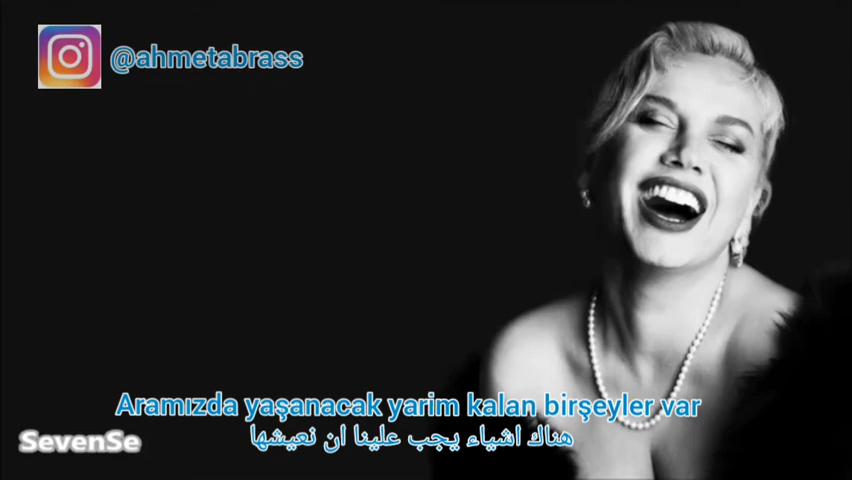 @ahmetabrass
Aramızda yaşanacak yarim kalan birşeyler var
هناك اشياء يجب علينا ان نعيشها
SevenSe